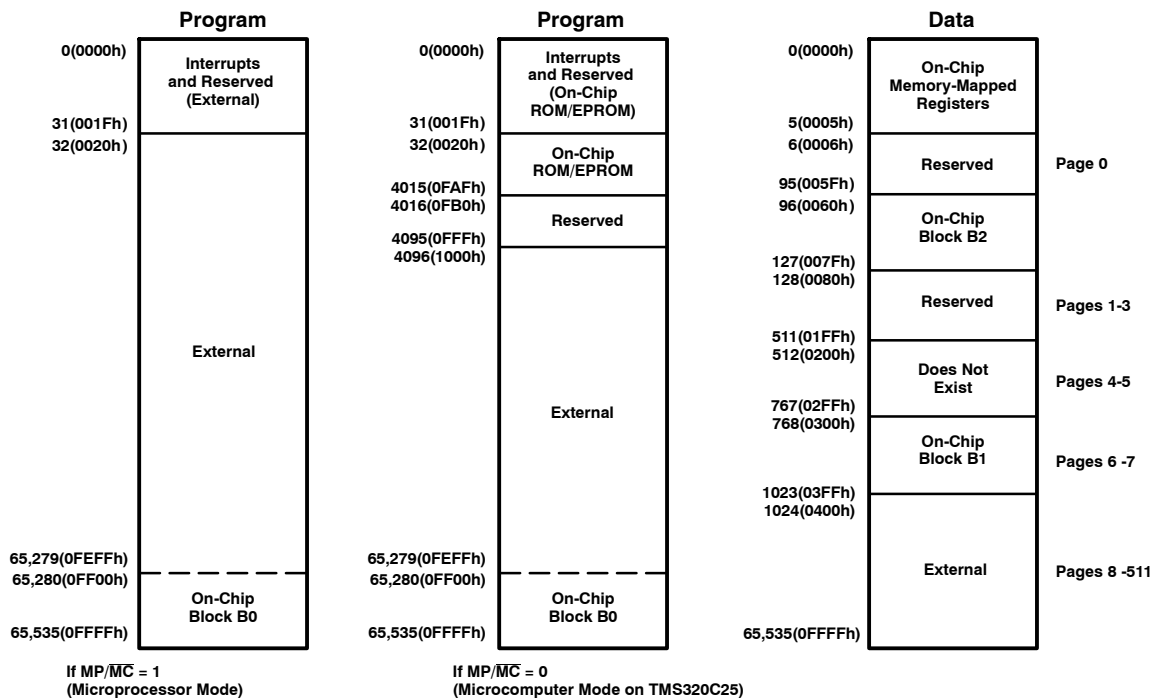 Program
0(0000h)
Interrupts
and Reserved
(External)
31(001Fh)
32(0020h)
External
65,279(0FEFFh)
65,280(0FF00h)
On-Chip
Block B0
65,535(0FFFFh)
If MP/M̅C̅ = 1
(Microprocessor Mode)
Program
0(0000h)
Interrupts
and Reserved
(On-Chip
ROM/EPROM)
31(001Fh)
32(0020h)
On-Chip
ROM/EPROM
4015(0FAFh)
4016(0FB0h)
Reserved
4095(0FFFh)
4096(1000h)
External
65,279(0FEFFh)
65,280(0FF00h)
On-Chip
Block B0
65,535(0FFFFh)
If MP/M̅C̅ = 0
(Microcomputer Mode on TMS320C25)
Data
0(0000h)
On-Chip
Memory-Mapped
Registers
5(0005h)
6(0006h)
Reserved
Page 0
95(005Fh)
96(0060h)
On-Chip
Block B2
127(007Fh)
128(0080h)
Reserved
Pages 1-3
511(01FFh)
512(0200h)
Does Not
Exist
Pages 4-5
767(02FFh)
768(0300h)
On-Chip
Block B1
Pages 6 -7
1023(03FFh)
1024(0400h)
External
Pages 8 -511
65,535(0FFFFh)